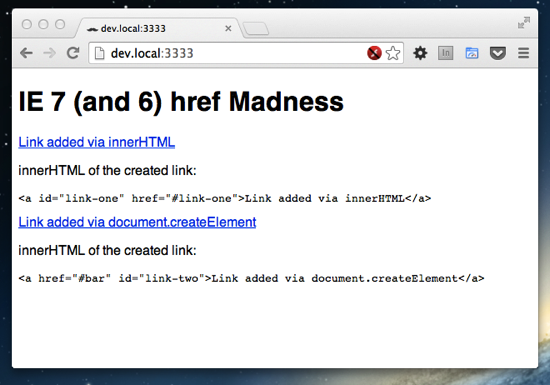 dev.local:3333
dev.local:3333
in
IE 7 (and 6) href Madness
Link added via innerHTML
innerHTML of the created link:
<a id="link-one" href="#link-one">Link added via innerHTML</a>
Link added via document.createElement
innerHTML of the created link:
<a href="#bar" id="link-two">Link added via document.createElement</a>